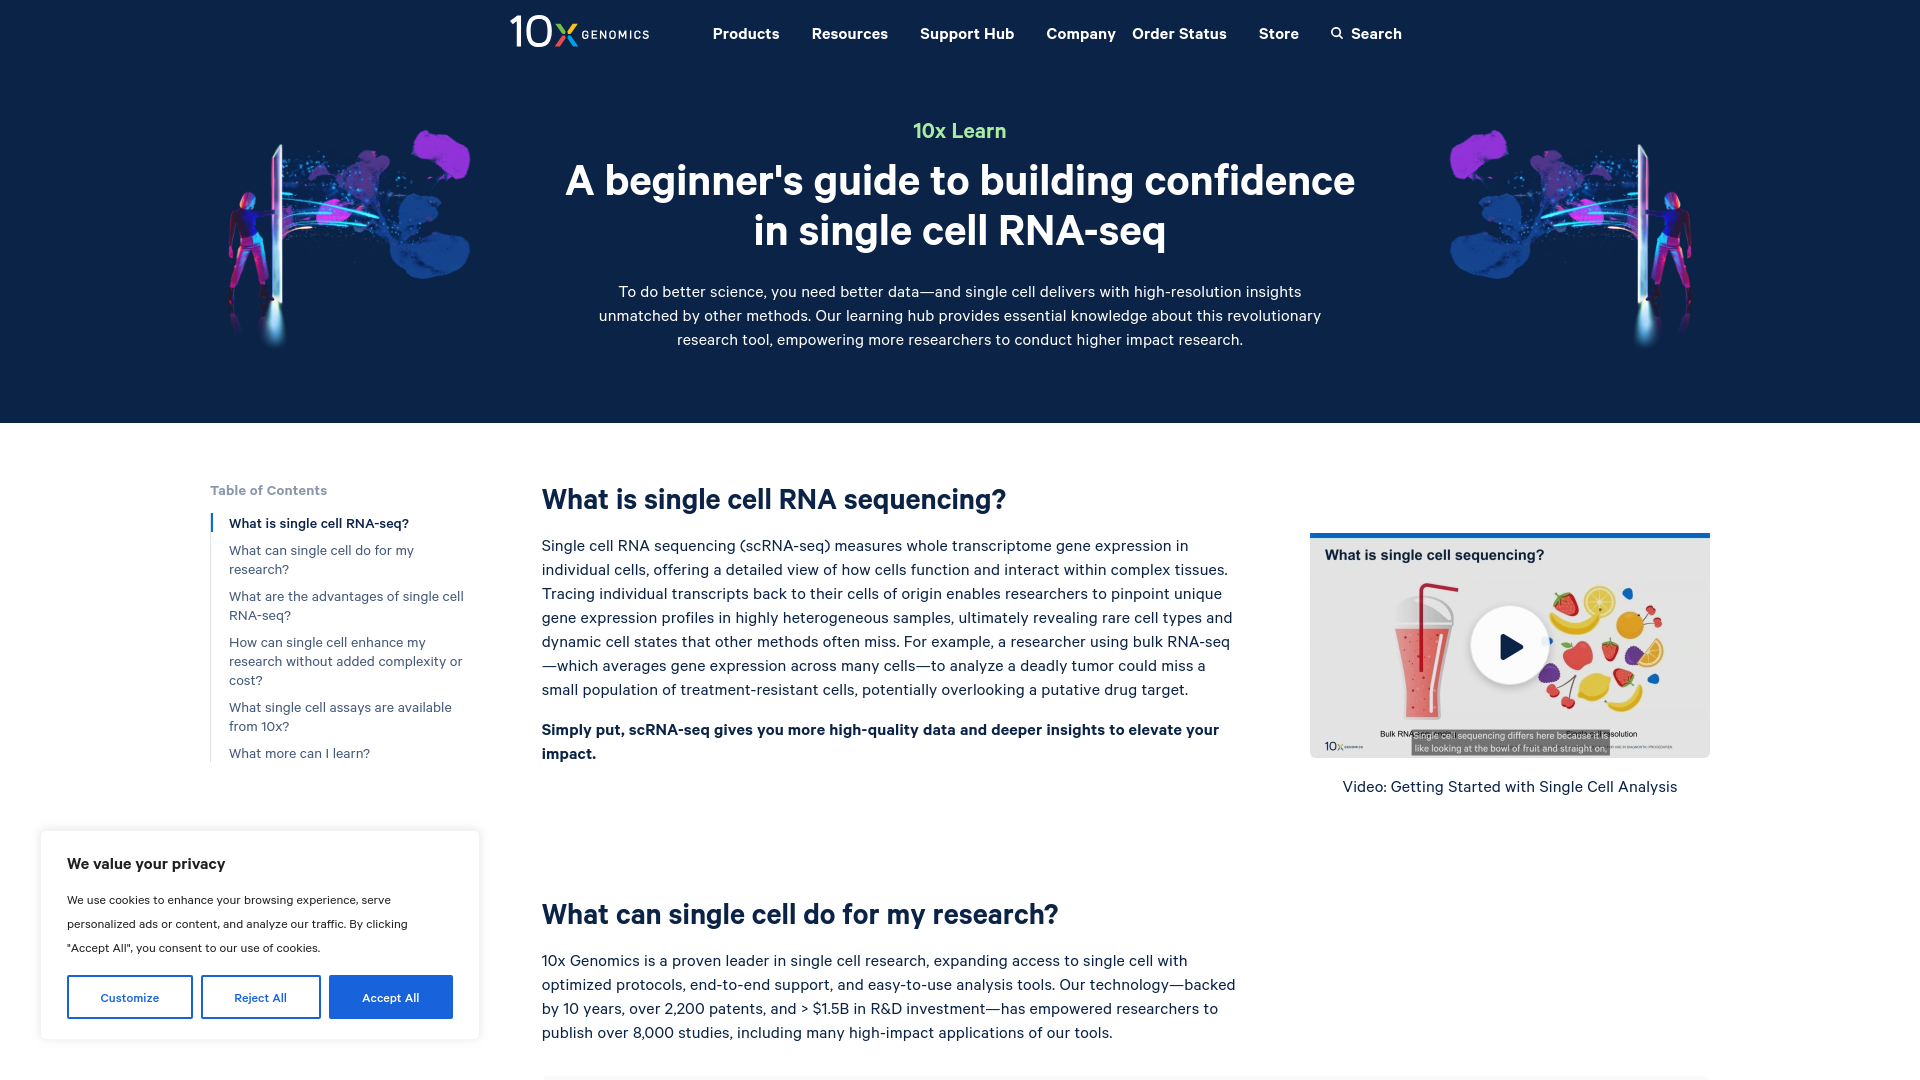 10x GENOMICS
Products
Resources
Support Hub
Company
Order Status
Store
Search
10x Learn
A beginner's guide to building confidence
in single cell RNA-seq
To do better science, you need better data—and single cell delivers with high-resolution insights
unmatched by other methods. Our learning hub provides essential knowledge about this revolutionary
research tool, empowering more researchers to conduct higher impact research.
Table of Contents
What is single cell RNA-seq?
What can single cell do for my
research?
What are the advantages of single cell
RNA-seq?
How can single cell enhance my
research without added complexity or
cost?
What single cell assays are available
from 10x?
What more can I learn?
What is single cell RNA sequencing?
Single cell RNA sequencing (scRNA-seq) measures whole transcriptome gene expression in
individual cells, offering a detailed view of how cells function and interact within complex tissues.
Tracing individual transcripts back to their cells of origin enables researchers to pinpoint unique
gene expression profiles in highly heterogeneous samples, ultimately revealing rare cell types and
dynamic cell states that other methods often miss. For example, a researcher using bulk RNA-seq
—which averages gene expression across many cells—to analyze a deadly tumor could miss a
small population of treatment-resistant cells, potentially overlooking a putative drug target.
Simply put, scRNA-seq gives you more high-quality data and deeper insights to elevate your
impact.
What is single cell sequencing?
Bulk RNA
Single cell sequencing differs here because it is
like looking at the bowl of fruit and straight on,
10x GENOMICS
Video: Getting Started with Single Cell Analysis
What can single cell do for my research?
10x Genomics is a proven leader in single cell research, expanding access to single cell with
optimized protocols, end-to-end support, and easy-to-use analysis tools. Our technology—backed
by 10 years, over 2,200 patents, and > $1.5B in R&D investment—has empowered researchers to
publish over 8,000 studies, including many high-impact applications of our tools.
We value your privacy
We use cookies to enhance your browsing experience, serve
personalized ads or content, and analyze our traffic. By clicking
"Accept All", you consent to our use of cookies.
Customize
Reject All
Accept All